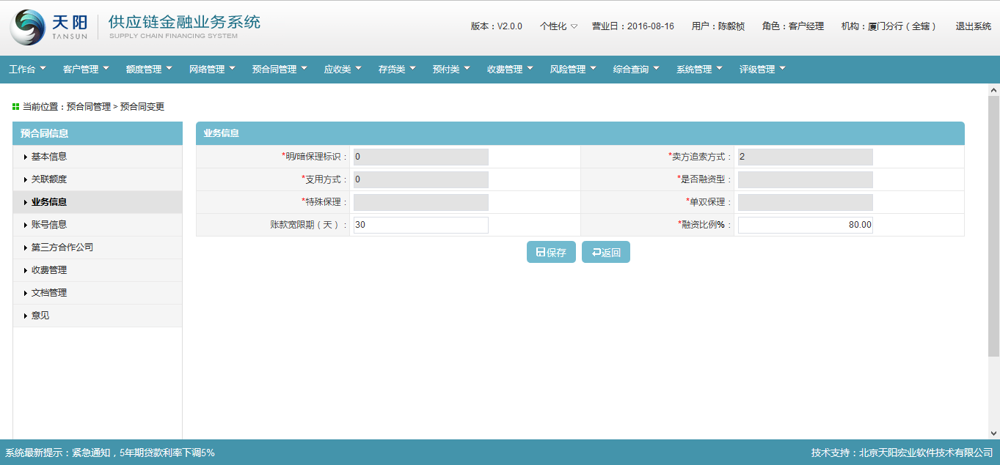 天阳
TANSUN
供应链金融业务系统
SUPPLY CHAIN FINANCING SYSTEM
版本：V2.0.0 个性化 营业日：2016-08-16 用户：陈毅桢 角色：客户经理 机构：厦门分行（全辖） 退出系统
工作台 客户管理 额度管理 网络管理 预合同管理 应收类 存货类 预付类 收费管理 风险管理 综合查询 系统管理 评级管理
当前位置：预合同管理 > 预合同变更
预合同信息
基本信息
关联额度
业务信息
账号信息
第三方合作公司
收费管理
文档管理
意见
业务信息
*明/暗保理标识： 0 *卖方追索方式： 2
*支用方式： 0 *是否融资型：
*特殊保理： *单双保理：
账款宽限期（天）： 30 *融资比例%： 80.00
保存 返回
系统最新提示：紧急通知，5年期贷款利率下调5% 技术支持：北京天阳宏业软件技术有限公司